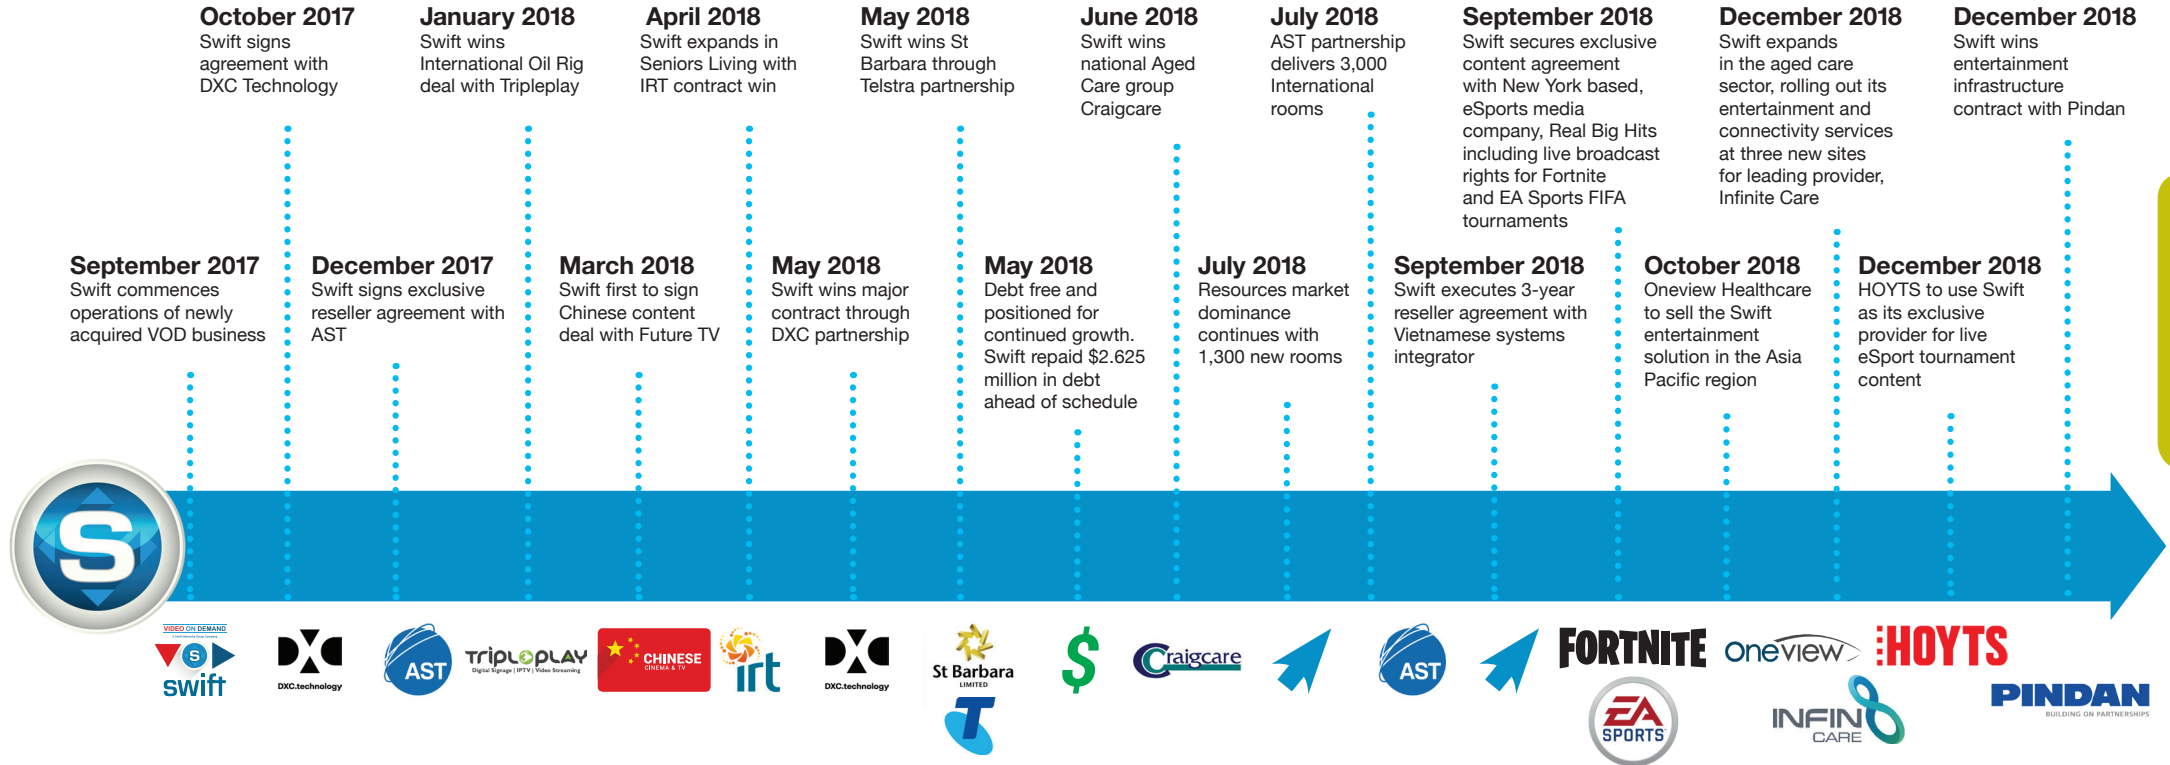 October 2017
Swift signs
agreement with
DXC Technology
January 2018
Swift wins
International Oil Rig
deal with Tripleplay
April 2018
Swift expands in
Seniors Living with
IRT contract win
May 2018
Swift wins St
Barbara through
Telstra partnership
June 2018
Swift wins
national Aged
Care group
Craigcare
July 2018
AST partnership
delivers 3,000
International
rooms
September 2018
Swift secures exclusive
content agreement
with New York based,
eSports media
company, Real Big Hits
including live broadcast
rights for Fortnite
and EA Sports FIFA
tournaments
December 2018
Swift expands
in the aged care
sector, rolling out its
entertainment and
connectivity services
at three new sites
for leading provider,
Infinite Care
December 2018
Swift wins
entertainment
infrastructure
contract with Pindan
September 2017
Swift commences
operations of newly
acquired VOD business
December 2017
Swift signs exclusive
reseller agreement with
AST
March 2018
Swift first to sign
Chinese content
deal with Future TV
May 2018
Swift wins major
contract through
DXC partnership
May 2018
Debt free and
positioned for
continued growth.
Swift repaid $2.625
million in debt
ahead of schedule
July 2018
Resources market
dominance
continues with
1,300 new rooms
September 2018
Swift executes 3-year
reseller agreement with
Vietnamese systems
integrator
October 2018
Oneview Healthcare
to sell the Swift
entertainment
solution in the Asia
Pacific region
December 2018
HOYTS to use Swift
as its exclusive
provider for live
eSport tournament
content
S
VIDEO ON DEMAND
A Swift Networks Group Company
S
swift
DXC.technology
AST
TRIPLEPLAY
Digital Signage | IPTV | Video Streaming
CHINESE
CINEMA & TV
irt
DXC.technology
St Barbara
LIMITED
T
$
Craigcare
AST
FORTNITE
EA
SPORTS
Oneview
INFIN8
CARE
HOYTS
PINDAN
BUILDING ON PARTNERSHIPS